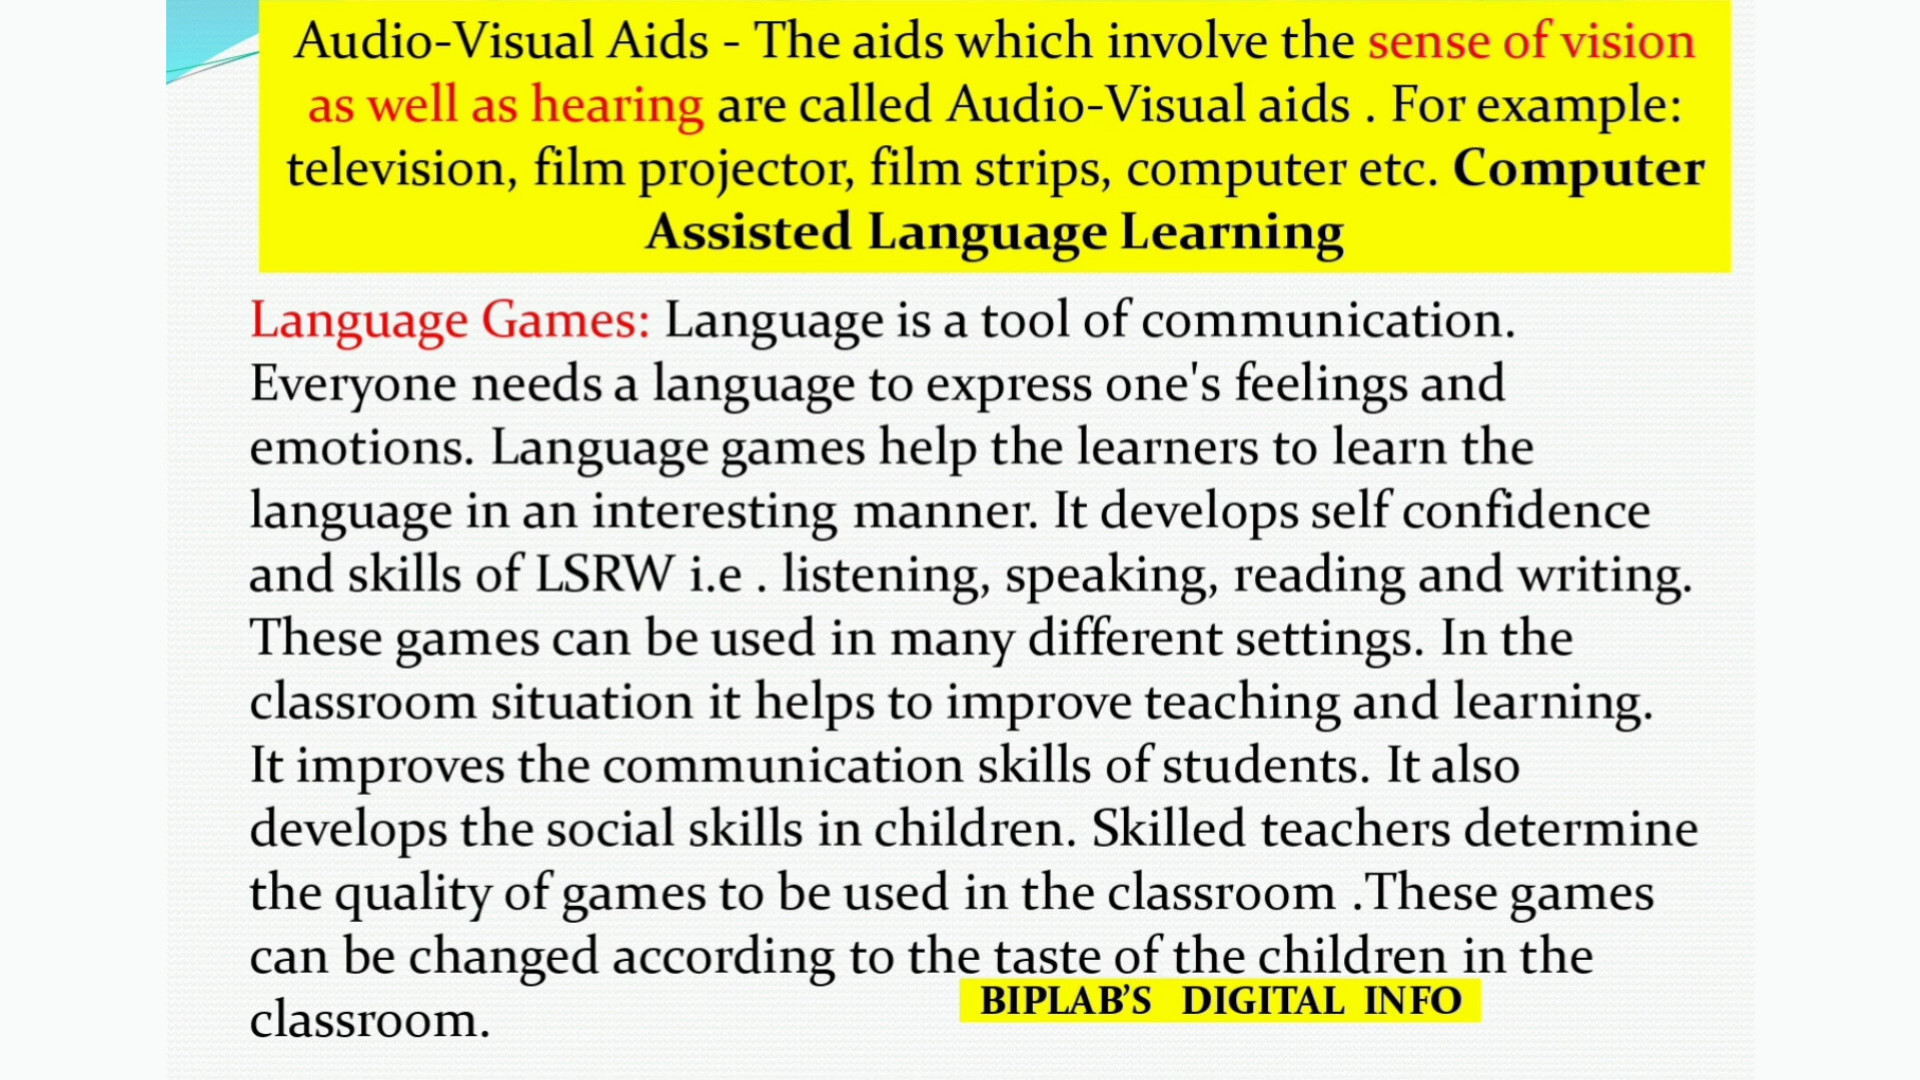 Audio-Visual Aids - The aids which involve the sense of vision
as well as hearing are called Audio-Visual aids . For example:
television, film projector, film strips, computer etc. Computer
Assisted Language Learning
Language Games: Language is a tool of communication.
Everyone needs a language to express one's feelings and
emotions. Language games help the learners to learn the
language in an interesting manner. It develops self confidence
and skills of LSRW i.e . listening, speaking, reading and writing.
These games can be used in many different settings. In the
classroom situation it helps to improve teaching and learning.
It improves the communication skills of students. It also
develops the social skills in children. Skilled teachers determine
the quality of games to be used in the classroom .These games
can be changed according to the taste of the children in the
classroom.
BIPLAB’S DIGITAL INFO